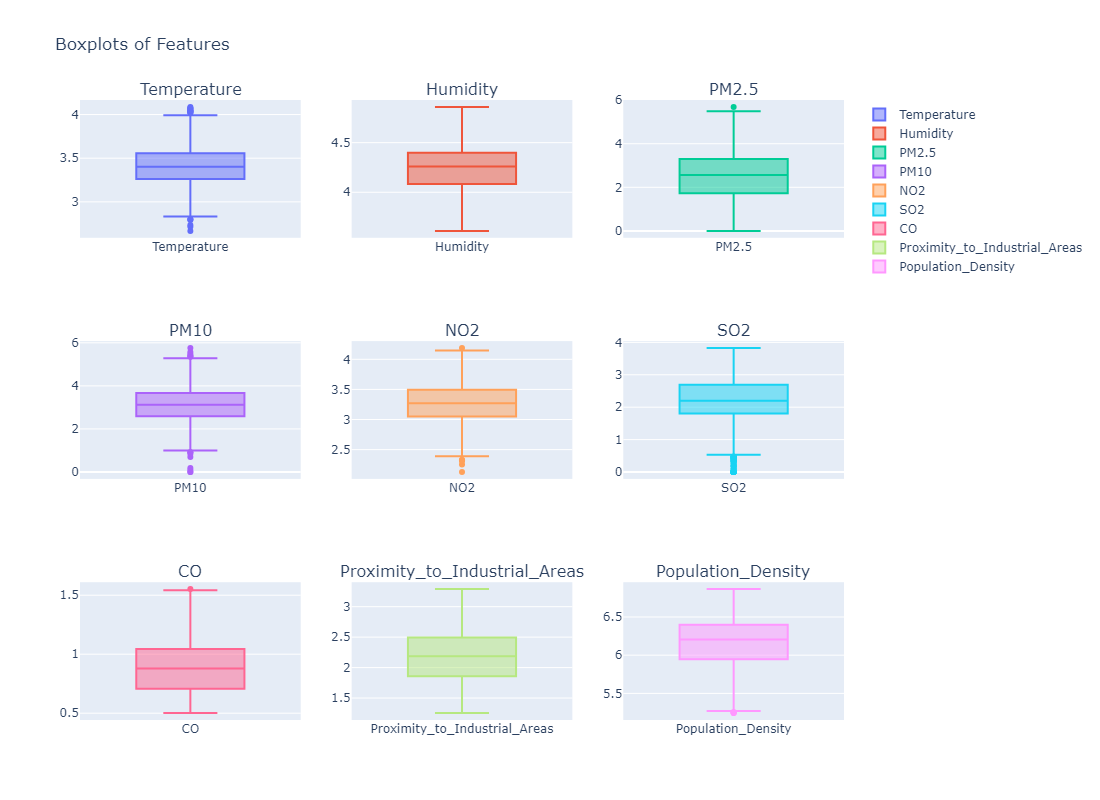 Boxplots of Features
Temperature
Humidity
PM2.5
4
3.5
3
4.5
4
6
4
2
0
Temperature
Humidity
PM2.5
Temperature
Humidity
PM2.5
PM10
NO2
SO2
CO
Proximity_to_Industrial_Areas
Population_Density
PM10
NO2
SO2
6
4
2
0
4
3.5
3
2.5
4
3
2
1
0
PM10
NO2
SO2
CO
Proximity_to_Industrial_Areas
Population_Density
1.5
1
0.5
3
2.5
2
1.5
6.5
6
5.5
CO
Proximity_to_Industrial_Areas
Population_Density